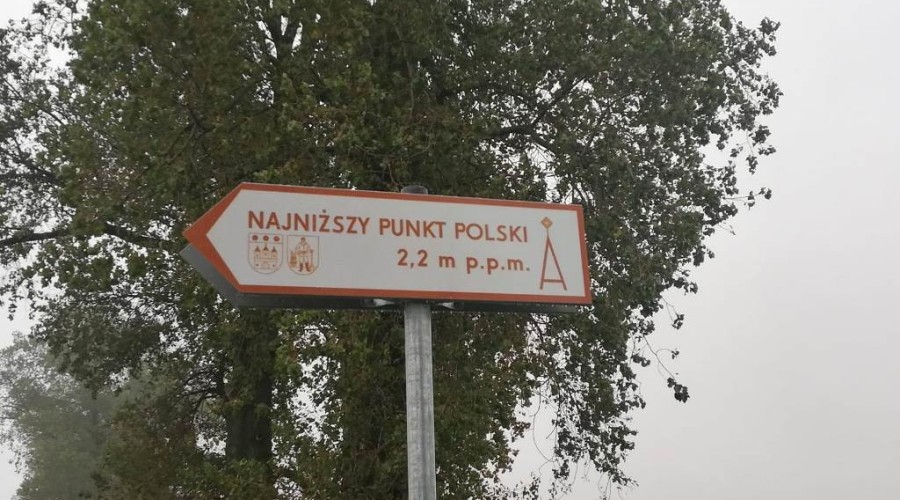 NAJNIŻSZY PUNKT POLSKI
2,2 m p.p.m.